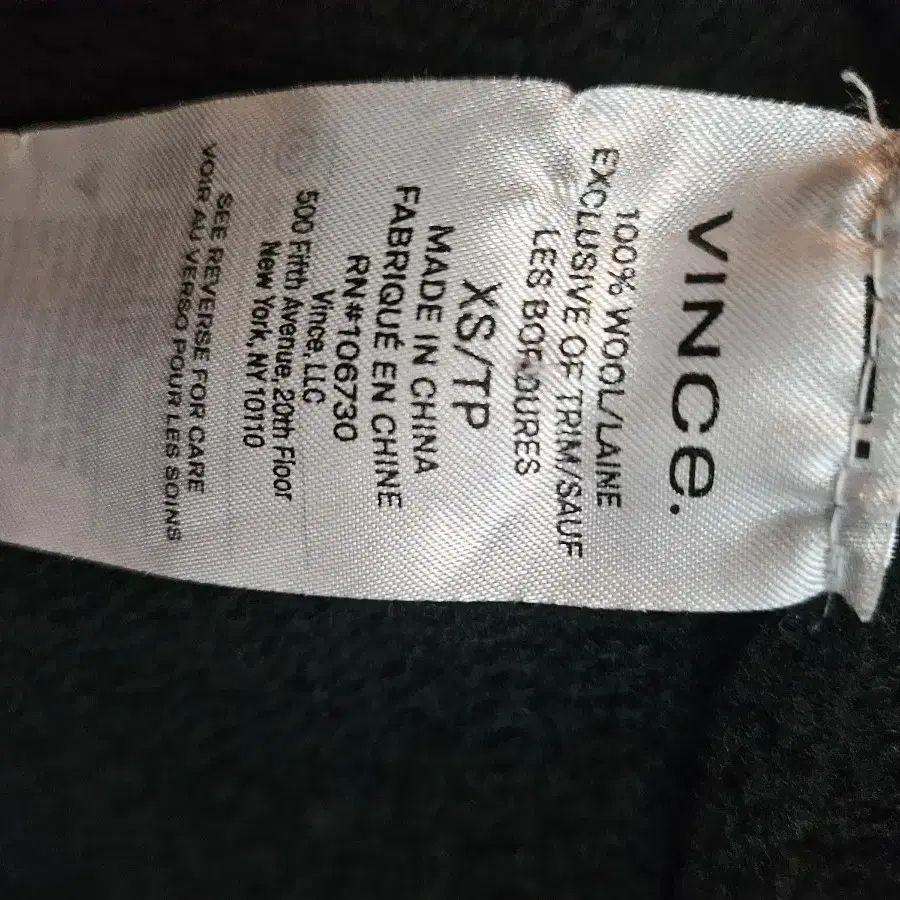 VINCE.
100% WOOL/LAINE
EXCLUSIVE OF TRIM/SAUF
LES BORDURES
XS/TP
MADE IN CHINA
FABRIQUÉ EN CHINE
RN#106730
Vince, LLC
500 Fifth Avenue, 20th Floor
New York, NY 10110
SEE REVERSE FOR CARE
VOIR AU VERSO POUR LES SOINS